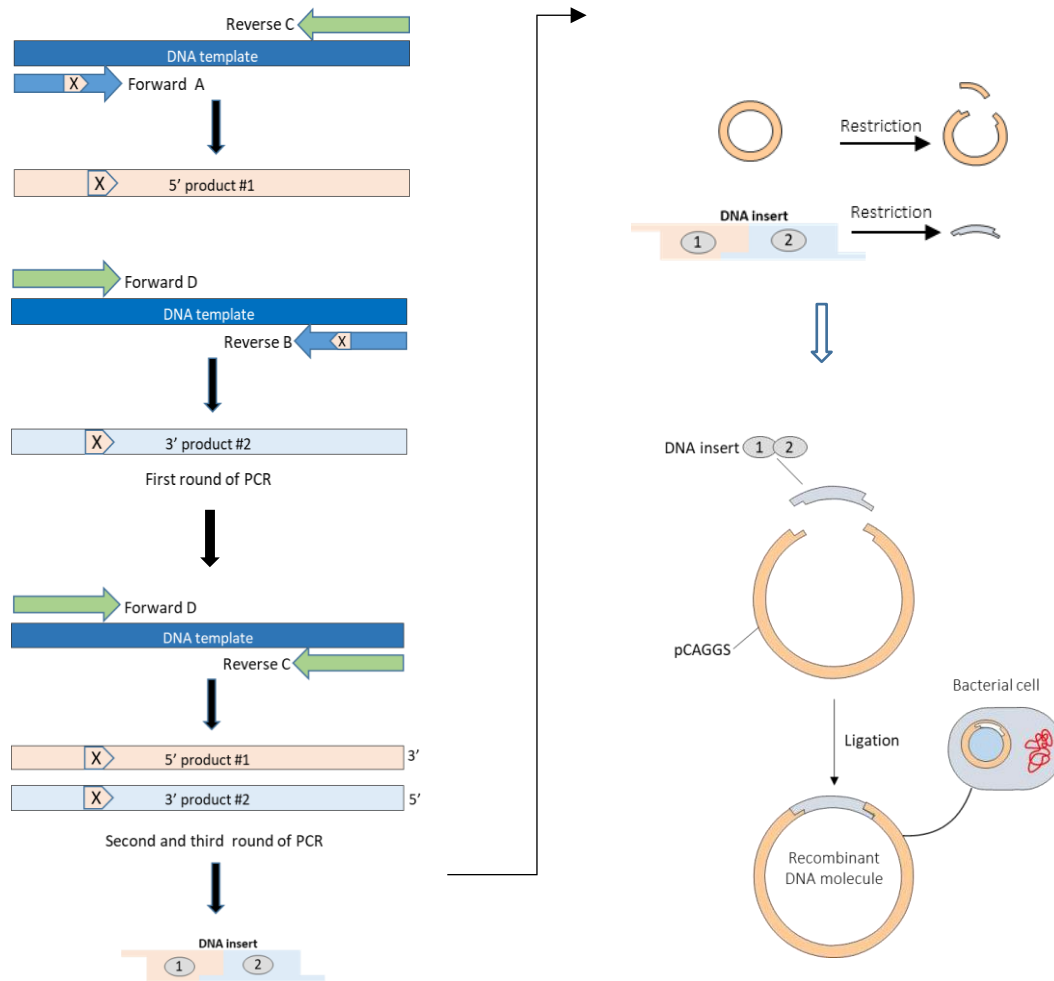 Reverse C
DNA template
X
Forward A
X
5' product #1
Forward D
DNA template
Reverse B
X
X
3' product #2
First round of PCR
Forward D
DNA template
Reverse C
X
5' product #1
3'
X
3' product #2
5'
Second and third round of PCR
DNA insert
1
2
Restriction
DNA insert
Restriction
1
2
DNA insert
1
2
pCAGGS
Bacterial cell
Ligation
Recombinant
DNA molecule